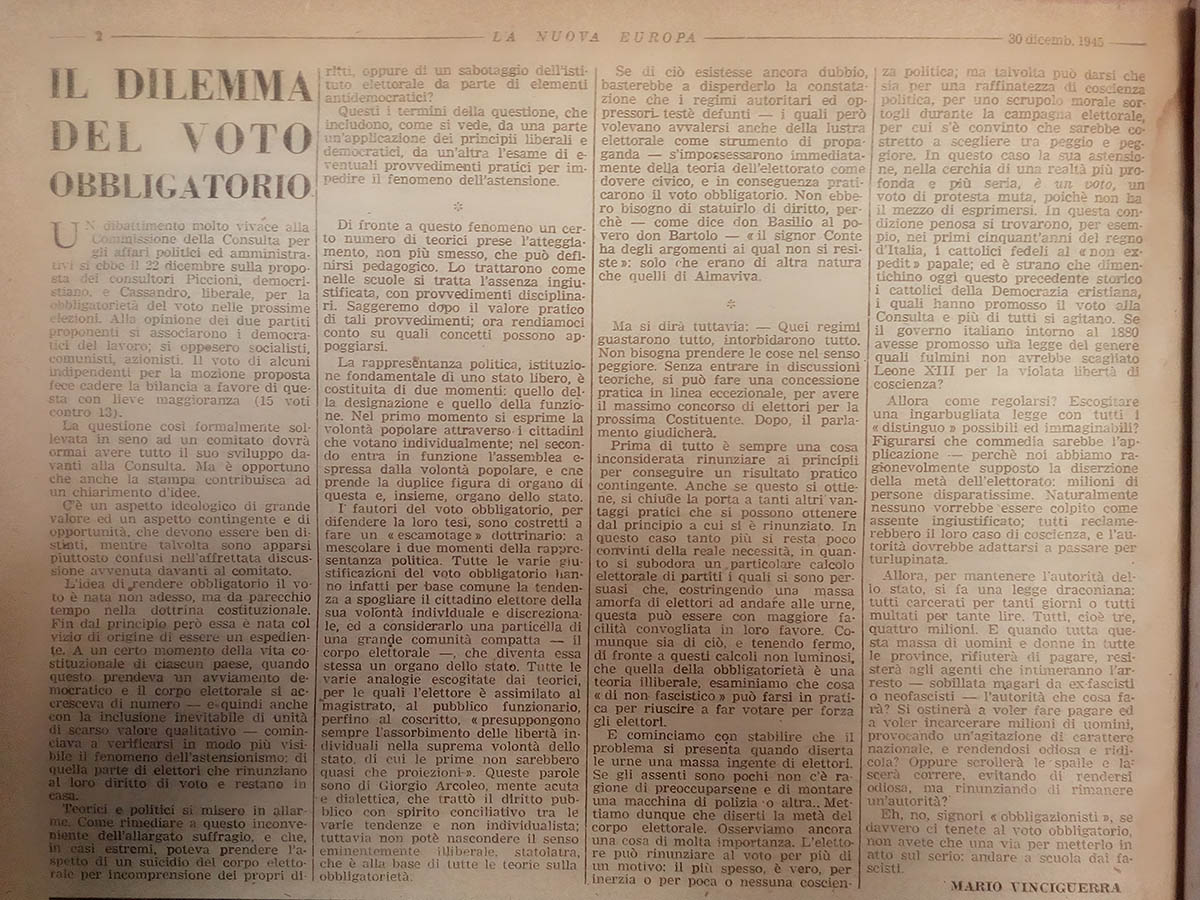 2
LA NUOVA EUROPA
30 dicemb. 1945
IL DILEMMA
DEL VOTO
OBBLIGATORIO
UN dibattimento molto vivace alla
Commissione della Consulta per
gli affari politici ed amministra-
tivi si ebbe il 22 dicembre sulla propo-
sta dei consultori Piccioni, democri-
stiano, e Cassandro, liberale, per la
obbligatorietà del voto nelle prossime
elezioni. Alla opinione dei due partiti
proponenti si associarono i democra-
tici del lavoro; si opposero socialisti,
comunisti, azionisti. Il voto di alcuni
indipendenti per la mozione proposta
fece cadere la bilancia a favore di que-
sta con lieve maggioranza (15 voti
contro 13).
La questione così formalmente sol-
levata in seno ad un comitato dovrà
ormai avere tutto il suo sviluppo da-
vanti alla Consulta. Ma è opportuno
che anche la stampa contribuisca ad
un chiarimento d'idee.
C'è un aspetto ideologico di grande
valore ed un aspetto contingente e di
opportunità, che devono essere ben di-
stinti, mentre talvolta sono apparsi
piuttosto confusi nell'affrettata discus-
sione avvenuta davanti al comitato.
L'idea di rendere obbligatorio il vo-
to è nata non adesso, ma da parecchio
tempo nella dottrina costituzionale.
Fin dal principio però essa è nata col
vizio di origine di essere un espedien-
te. A un certo momento della vita co-
stituzionale di ciascun paese, quando
questo prendeva un avviamento de-
mocratico e il corpo elettorale si ac-
cresceva di numero — e quindi anche
con la inclusione inevitabile di unità
di scarso valore qualitativo — comin-
ciava a verificarsi in modo più visi-
bile il fenomeno dell'astensionismo: di
quella parte di elettori che rinunziano
al loro diritto di voto e restano in
casa.
Teorici e politici si misero in allar-
me. Come rimediare a questo inconve-
niente dell'allargato suffragio, e che,
in casi estremi, poteva prendere l'a-
spetto di un suicidio del corpo eletto-
rale per incomprensione dei propri di-
ritti, oppure di un sabotaggio dell'isti-
tuto elettorale da parte di elementi
antidemocratici?
Questi i termini della questione, che
includono, come si vede, da una parte
un'applicazione dei principii liberali e
democratici, da un'altra l'esame di e-
ventuali provvedimenti pratici per im-
pedire il fenomeno dell'astensione.
*
Di fronte a questo fenomeno un cer-
to numero di teorici prese l'atteggia-
mento, non più smesso, che può defi-
nirsi pedagogico. Lo trattarono come
nelle scuole si tratta l'assenza ingiu-
stificata, con provvedimenti disciplina-
ri. Saggeremo dopo il valore pratico
di tali provvedimenti; ora rendiamoci
conto su quali concetti possono ap-
poggiarsi.
La rappresentanza politica, istituzio-
ne fondamentale di uno stato libero, è
costituita di due momenti: quello del-
la designazione e quello della funzio-
ne. Nel primo momento si esprime la
volontà popolare attraverso i cittadini
che votano individualmente; nel secon-
do entra in funzione l'assemblea e-
spressa dalla volontà popolare, e che
prende la duplice figura di organo di
questa e, insieme, organo dello stato.
I fautori del voto obbligatorio, per
difendere la loro tesi, sono costretti a
fare un « escamotage » dottrinario: a
mescolare i due momenti della rappre-
sentanza politica. Tutte le varie giu-
stificazioni del voto obbligatorio han-
no infatti per base comune la tenden-
za a spogliare il cittadino elettore della
sua volontà individuale e discreziona-
le, ed a considerarlo una particella di
una grande comunità compatta — il
corpo elettorale —, che diventa essa
stessa un organo dello stato. Tutte le
varie analogie escogitate dai teorici,
per le quali l'elettore è assimilato al
magistrato, al pubblico funzionario,
perfino al coscritto, « presuppongono
sempre l'assorbimento delle libertà in-
dividuali nella suprema volontà dello
stato, di cui le prime non sarebbero
quasi che proiezioni ». Queste parole
sono di Giorgio Arcoleo, mente acuta
e dialettica, che trattò il diritto pub-
blico con spirito conciliativo tra le
varie tendenze e non individualista;
tuttavia non potè nascondere il senso
eminentemente illiberale, statolatra,
che è alla base di tutte le teorie sulla
obbligatorietà.
Se di ciò esistesse ancora dubbio,
basterebbe a disperderlo la constata-
zione che i regimi autoritari ed op-
pressori testè defunti — i quali però
volevano avvalersi anche della lustra
elettorale come strumento di propa-
ganda — s'impossessarono immediata-
mente della teoria dell'elettorato come
dovere civico, e in conseguenza prati-
carono il voto obbligatorio. Non ebbe-
ro bisogno di statuirlo di diritto, per-
chè — come dice don Basilio al po-
vero don Bartolo — « il signor Conte
ha degli argomenti ai qual non si resi-
ste »: solo che erano di altra natura
che quelli di Almaviva.
*
Ma si dirà tuttavia: — Quei regimi
guastarono tutto, intorbidarono tutto.
Non bisogna prendere le cose nel senso
peggiore. Senza entrare in discussioni
teoriche, si può fare una concessione
pratica in linea eccezionale, per avere
il massimo concorso di elettori per la
prossima Costituente. Dopo, il parla-
mento giudicherà.
Prima di tutto è sempre una cosa
inconsiderata rinunziare ai principii
per conseguire un risultato pratico
contingente. Anche se questo si ottie-
ne, si chiude la porta a tanti altri van-
taggi pratici che si possono ottenere
dal principio a cui si è rinunziato. In
questo caso tanto più si resta poco
convinti della reale necessità, in quan-
to si subodora un particolare calcolo
elettorale di partiti i quali si sono per-
suasi che, costringendo una massa
amorfa di elettori ad andare alle urne,
questa può essere con maggiore fa-
cilità convogliata in loro favore. Co-
munque sia di ciò, e tenendo fermo,
di fronte a questi calcoli non luminosi,
che quella della obbligatorietà è una
teoria illiberale, esaminiamo che cosa
« di non fascistico » può farsi in prati-
ca per riuscire a far votare per forza
gli elettori.
E cominciamo con stabilire che il
problema si presenta quando diserta
le urne una massa ingente di elettori.
Se gli assenti sono pochi non c'è ra-
gione di preoccuparsene e di montare
una macchina di polizia o altra.. Met-
tiamo dunque che diserti la metà del
corpo elettorale. Osserviamo ancora
una cosa di molta importanza. L'elet-
tore può rinunziare al voto per più di
un motivo: il più spesso, è vero, per
inerzia o per poca o nessuna coscien-
za politica; ma talvolta può darsi che
sia per una raffinatezza di coscienza
politica, per uno scrupolo morale sor-
togli durante la campagna elettorale,
per cui s'è convinto che sarebbe co-
stretto a scegliere tra peggio e peg-
giore. In questo caso la sua astensio-
ne, nella cerchia di una realtà più pro-
fonda e più seria, è un voto, un
voto di protesta muta, poichè non ha
il mezzo di esprimersi. In questa con-
dizione penosa si trovarono, per esem-
pio, nei primi cinquant'anni del regno
d'Italia, i cattolici fedeli al « non ex-
pedit » papale; ed è strano che dimen-
tichino oggi questo precedente storico
i cattolici della Democrazia cristiana,
i quali hanno promosso il voto alla
Consulta e più di tutti si agitano. Se
il governo italiano intorno al 1880
avesse promosso una legge del genere
quali fulmini non avrebbe scagliato
Leone XIII per la violata libertà di
coscienza?
Allora come regolarsi? Escogitare
una ingarbugliata legge con tutti i
« distinguo » possibili ed immaginabili?
Figurarsi che commedia sarebbe l'ap-
plicazione — perchè noi abbiamo ra-
gionevolmente supposto la diserzione
della metà dell'elettorato: milioni di
persone disparatissime. Naturalmente
nessuno vorrebbe essere colpito come
assente ingiustificato; tutti reclame-
rebbero il loro caso di coscienza, e l'au-
torità dovrebbe adattarsi a passare per
turlupinata.
Allora, per mantenere l'autorità del-
lo stato, si fa una legge draconiana:
tutti carcerati per tanti giorni o tutti
multati per tante lire. Tutti, cioè tre,
quattro milioni. E quando tutta que-
sta massa di uomini e donne in tutte
le province, rifiuterà di pagare, resi-
sterà agli agenti che intimeranno l'ar-
resto — sobillata magari da ex-fascisti
o neofascisti — l'autorità che cosa fa-
rà? Si ostinerà a voler fare pagare ed
a voler incarcerare milioni di uomini,
provocando un'agitazione di carattere
nazionale, e rendendosi odiosa e ridi-
cola? Oppure scrollerà le spalle e la-
scerà correre, evitando di rendersi
odiosa, ma rinunziando di rimanere
un'autorità?
Eh, no, signori « obbligazionisti », se
davvero ci tenete al voto obbligatorio,
non avete che una via per metterlo in
atto sul serio: andare a scuola dai fa-
scisti.
MARIO VINCIGUERRA